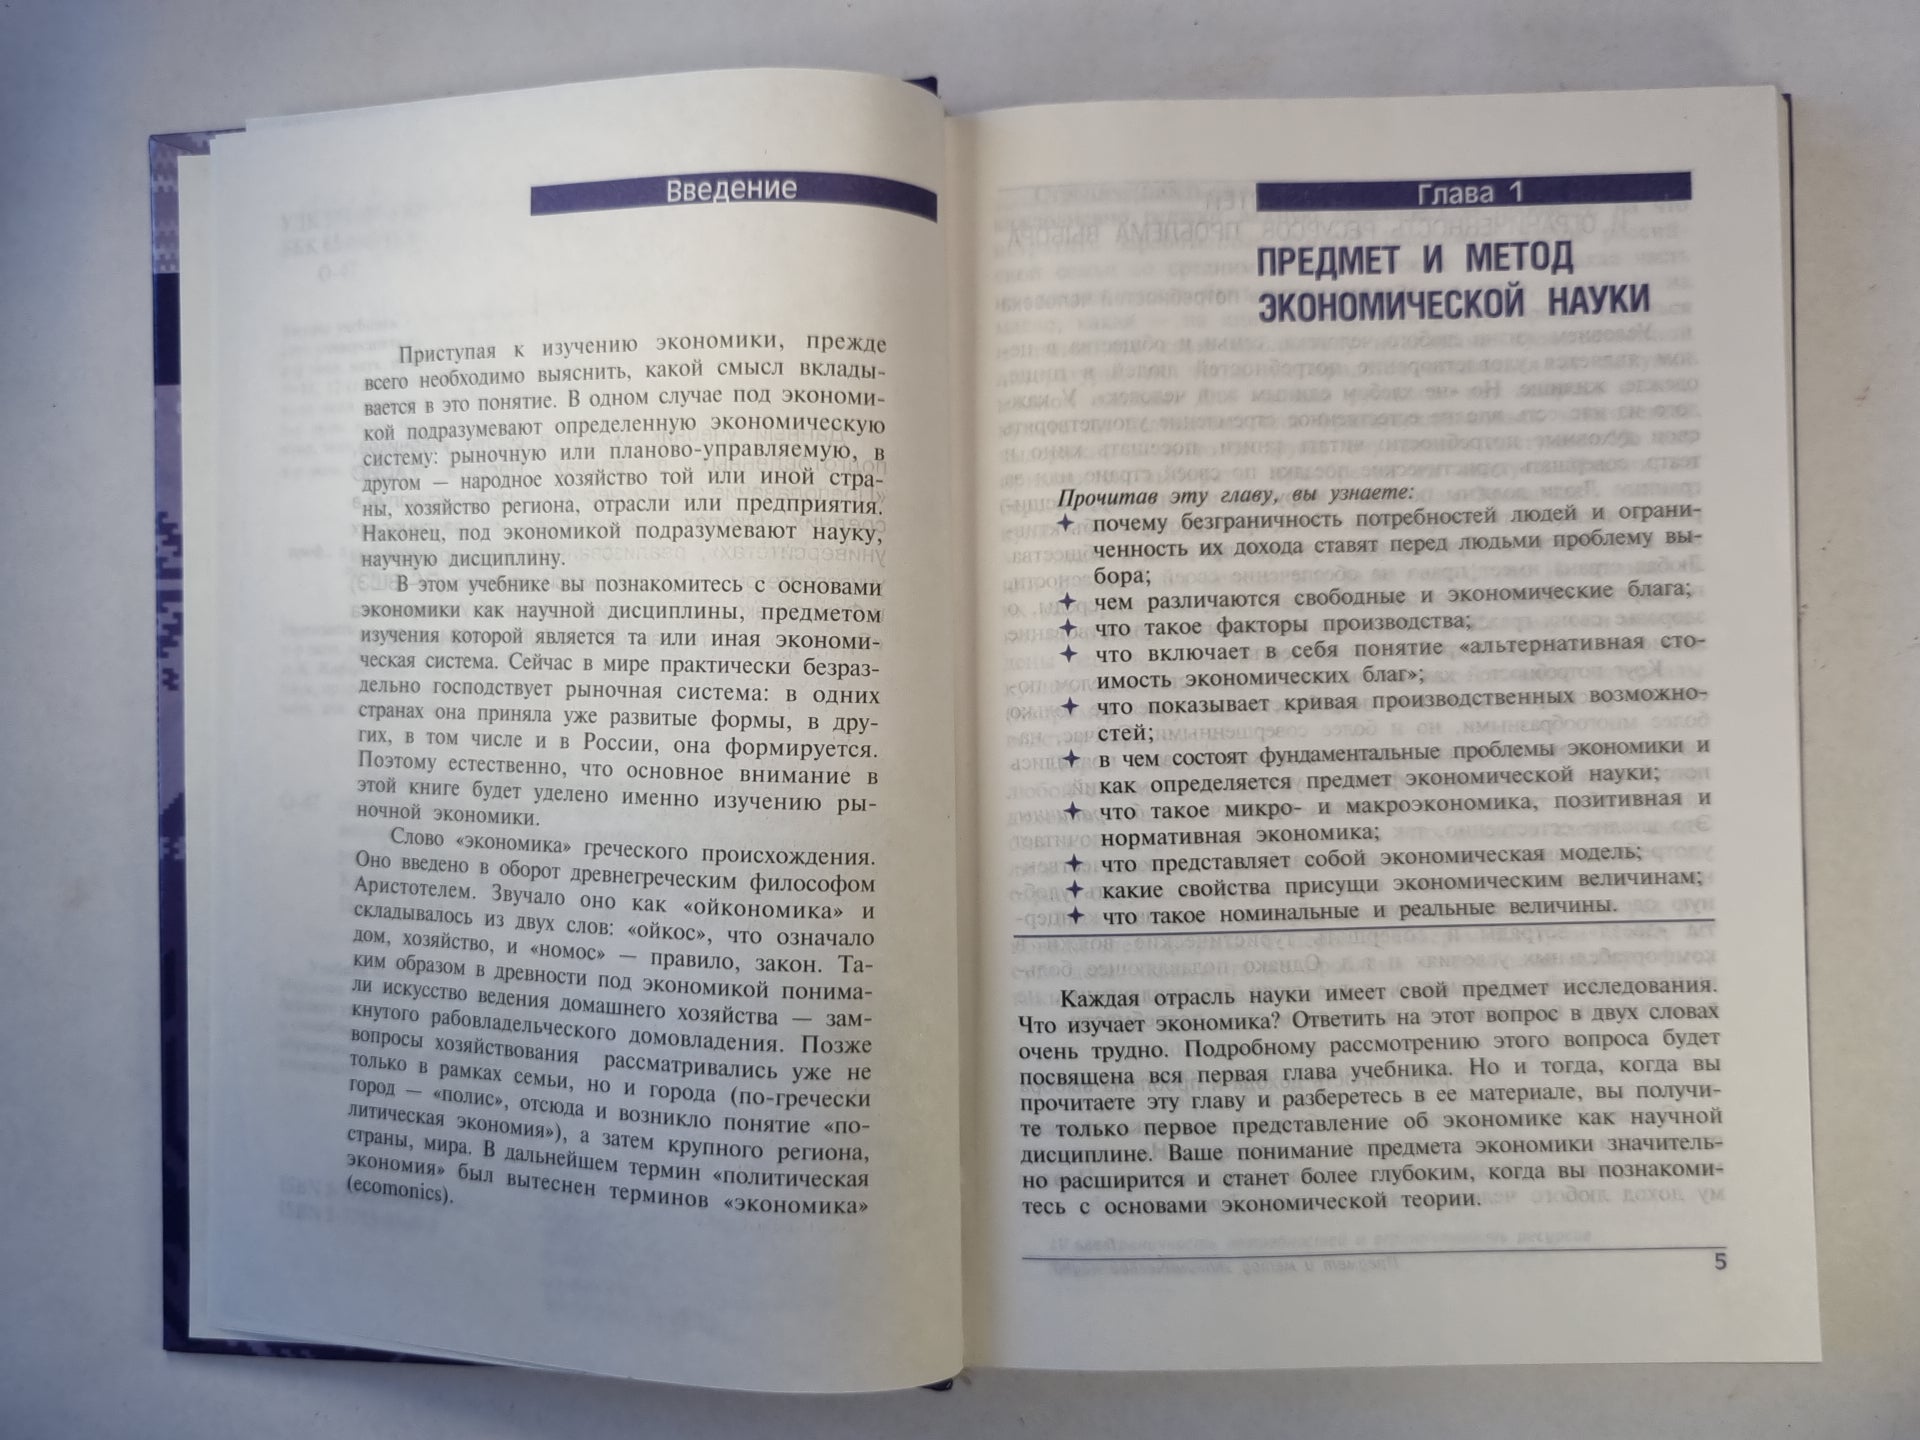 Введение
Приступая к изучению экономики, прежде
всего необходимо выяснить, какой смысл вклады-
вается в это понятие. В одном случае под экономи-
кой подразумевают определенную экономическую
систему: рыночную или планово-управляемую, в
другом — народное хозяйство той или иной стра-
ны, хозяйство региона, отрасли или предприятия.
Наконец, под экономикой подразумевают науку,
научную дисциплину.
В этом учебнике вы познакомитесь с основами
экономики как научной дисциплины, предметом
изучения которой является та или иная экономи-
ческая система. Сейчас в мире практически безраз-
дельно господствует рыночная система: в одних
странах она приняла уже развитые формы, в дру-
гих, в том числе и в России, она формируется.
Поэтому естественно, что основное внимание в
этой книге будет уделено именно изучению ры-
ночной экономики.
Слово «экономика» греческого происхождения.
Оно введено в оборот древнегреческим философом
Аристотелем. Звучало оно как «ойкономика» и
складывалось из двух слов: «ойкос», что означало
дом, хозяйство, и «номос» — правило, закон. Та-
ким образом в древности под экономикой понима-
ли искусство ведения домашнего хозяйства — зам-
кнутого рабовладельческого домовладения. Позже
вопросы хозяйствования рассматривались уже не
только в рамках семьи, но и города (по-гречески
город — «полис», отсюда и возникло понятие «по-
литическая экономия»), а затем крупного региона,
страны, мира. В дальнейшем термин «политическая
экономия» был вытеснен терминов «экономика»
(ecomonics).
Глава 1
ПРЕДМЕТ И МЕТОД
ЭКОНОМИЧЕСКОЙ НАУКИ
Прочитав эту главу, вы узнаете:
✦ почему безграничность потребностей людей и ограни-
ченность их дохода ставят перед людьми проблему вы-
бора;
✦ чем различаются свободные и экономические блага;
✦ что такое факторы производства;
✦ что включает в себя понятие «альтернативная сто-
имость экономических благ»;
✦ что показывает кривая производственных возможно-
стей;
✦ в чем состоят фундаментальные проблемы экономики и
как определяется предмет экономической науки;
✦ что такое микро- и макроэкономика, позитивная и
нормативная экономика;
✦ что представляет собой экономическая модель;
✦ какие свойства присущи экономическим величинам;
✦ что такое номинальные и реальные величины.
Каждая отрасль науки имеет свой предмет исследования.
Что изучает экономика? Ответить на этот вопрос в двух словах
очень трудно. Подробному рассмотрению этого вопроса будет
посвящена вся первая глава учебника. Но и тогда, когда вы
прочитаете эту главу и разберетесь в ее материале, вы получи-
те только первое представление об экономике как научной
дисциплине. Ваше понимание предмета экономики значитель-
но расширится и станет более глубоким, когда вы познакоми-
тесь с основами экономической теории.
5